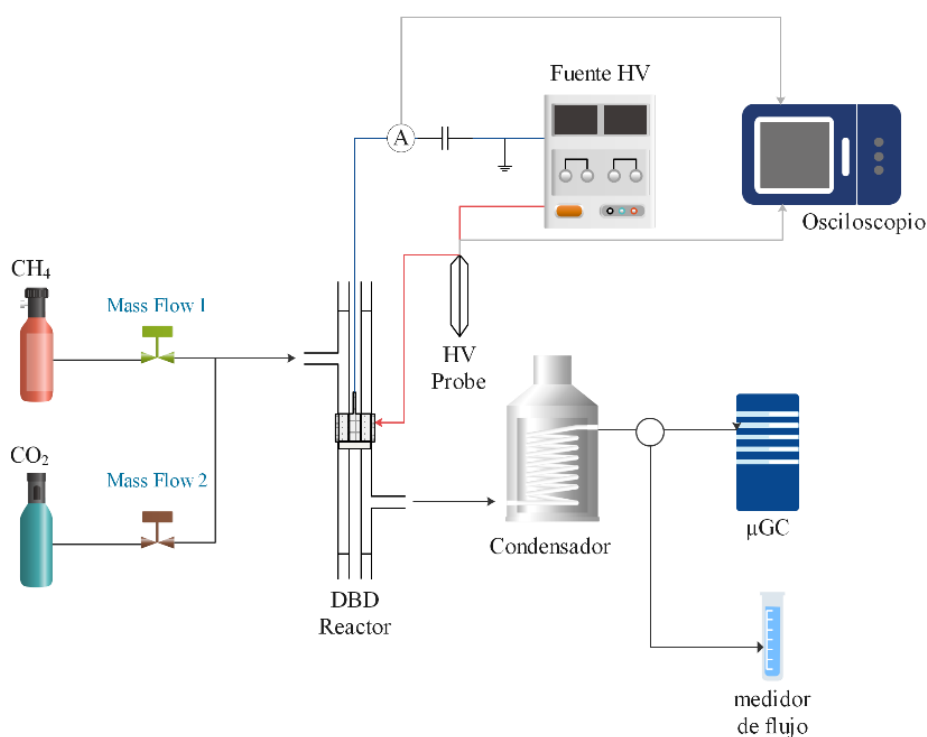 Fuente HV
A
Osciloscopio
CH₄
Mass Flow 1
HV
Probe
CO₂
Mass Flow 2
Condensador
µGC
DBD
Reactor
medidor
de flujo